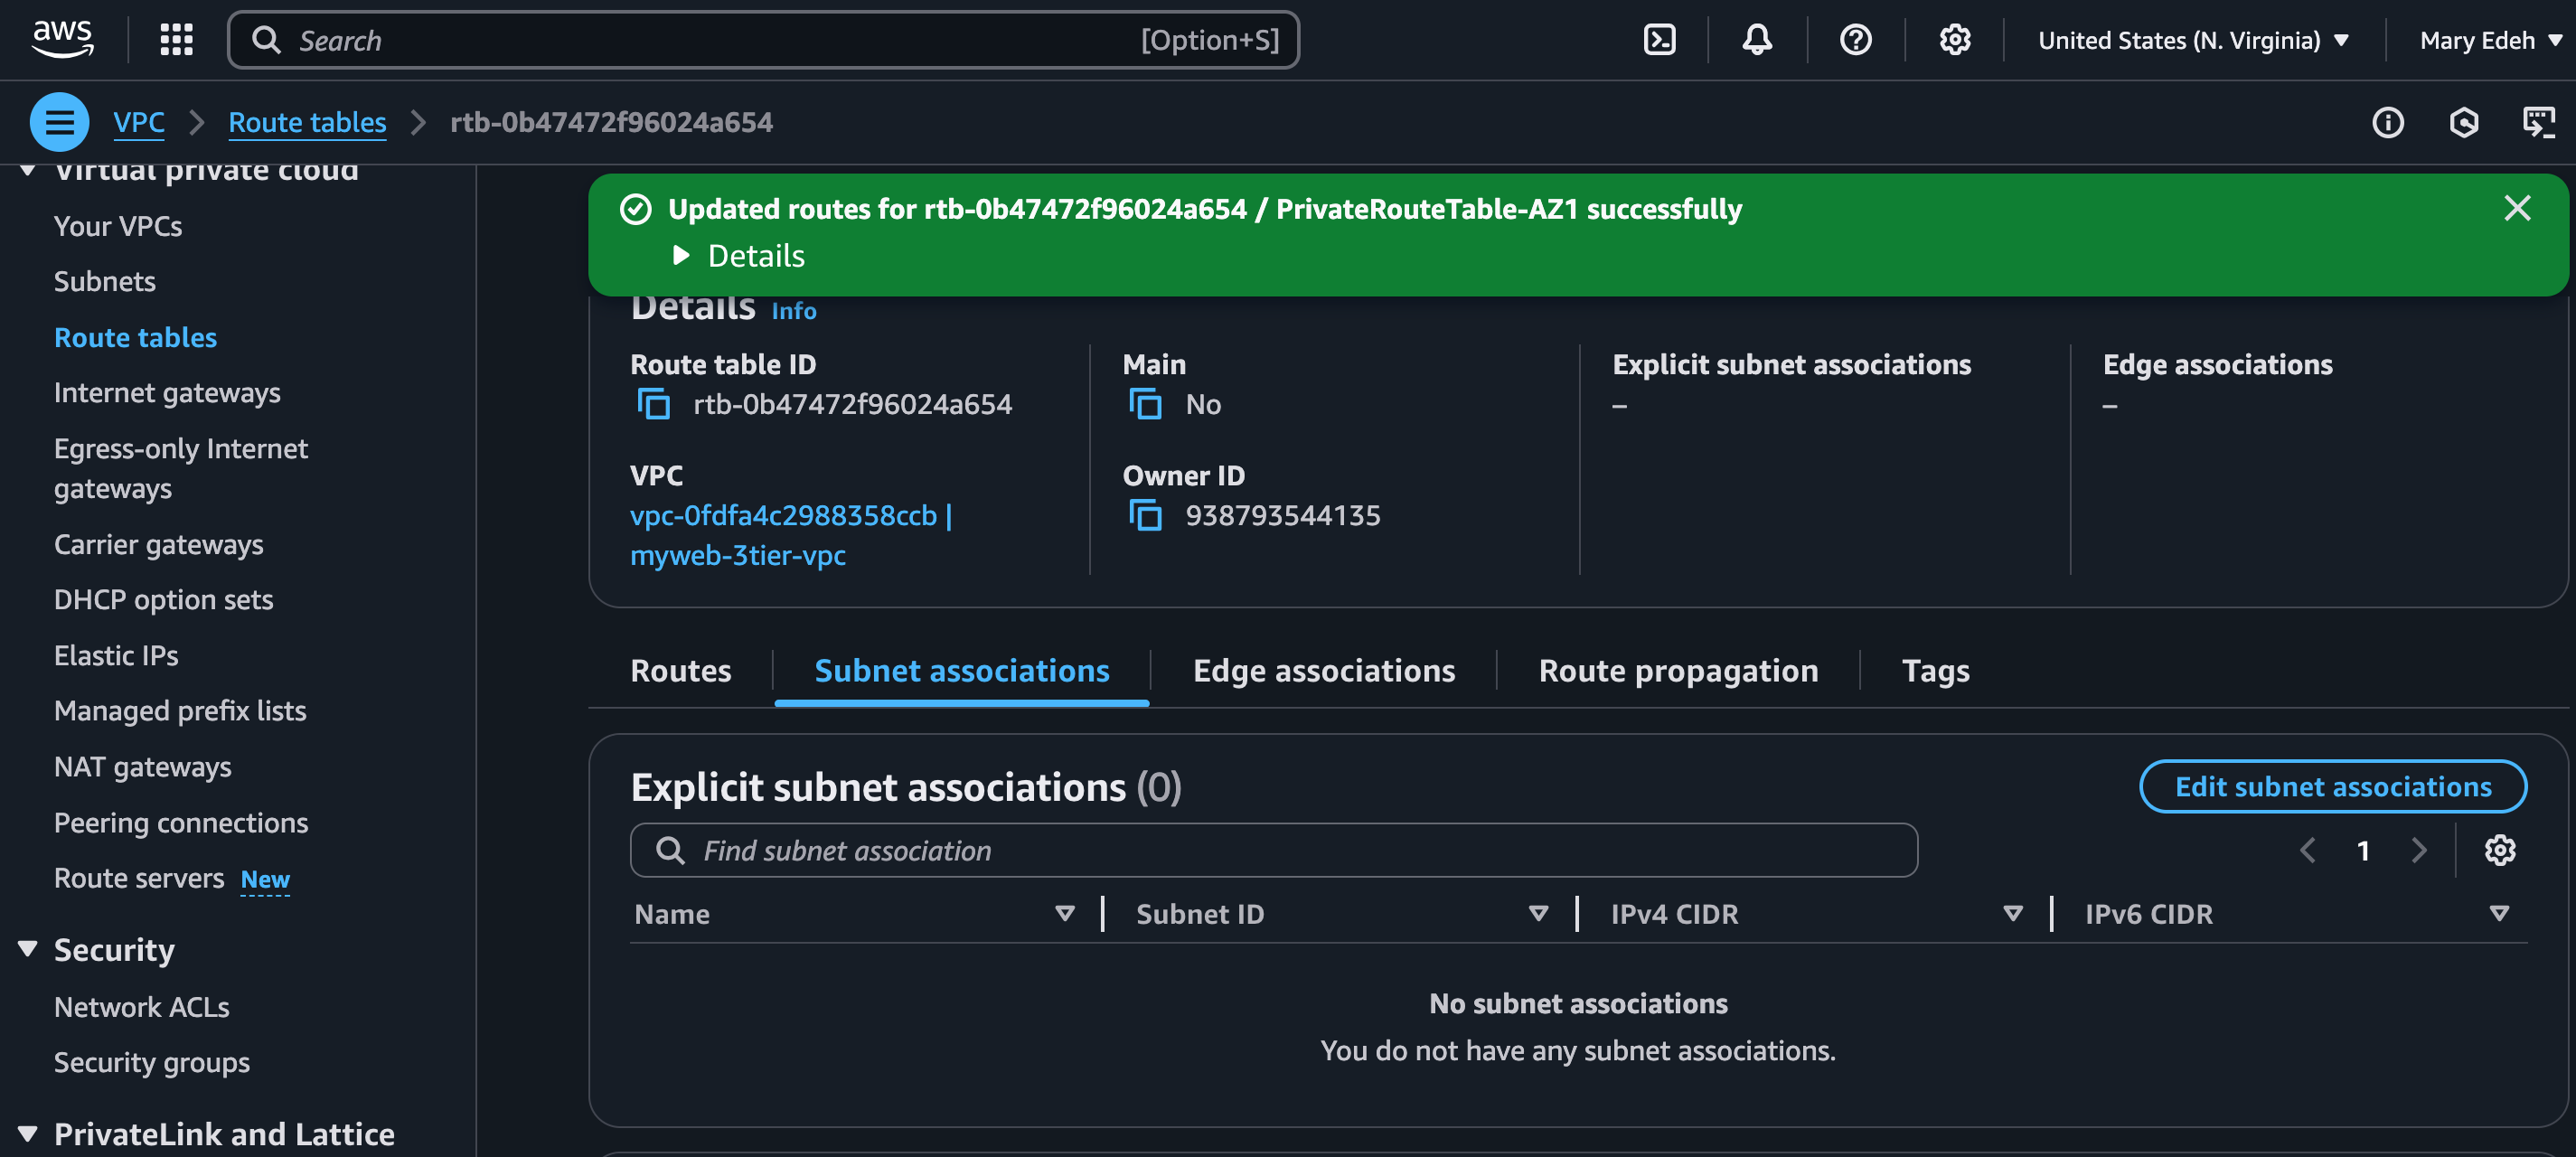 aws
Search
[Option+S]
United States (N. Virginia)
Mary Edeh
VPC
Route tables
rtb-0b47472f96024a654
Virtual private cloud
Your VPCs
Subnets
Route tables
Internet gateways
Egress-only Internet
gateways
Carrier gateways
DHCP option sets
Elastic IPs
Managed prefix lists
NAT gateways
Peering connections
Route servers New
Security
Network ACLs
Security groups
PrivateLink and Lattice
Updated routes for rtb-0b47472f96024a654 / PrivateRouteTable-AZ1 successfully
Details
Details Info
Route table ID
rtb-0b47472f96024a654
Main
No
Explicit subnet associations
–
Edge associations
–
VPC
vpc-0fdfa4c2988358ccb |
myweb-3tier-vpc
Owner ID
938793544135
Routes
Subnet associations
Edge associations
Route propagation
Tags
Explicit subnet associations (0)
Edit subnet associations
Find subnet association
1
Name
Subnet ID
IPv4 CIDR
IPv6 CIDR
No subnet associations
You do not have any subnet associations.